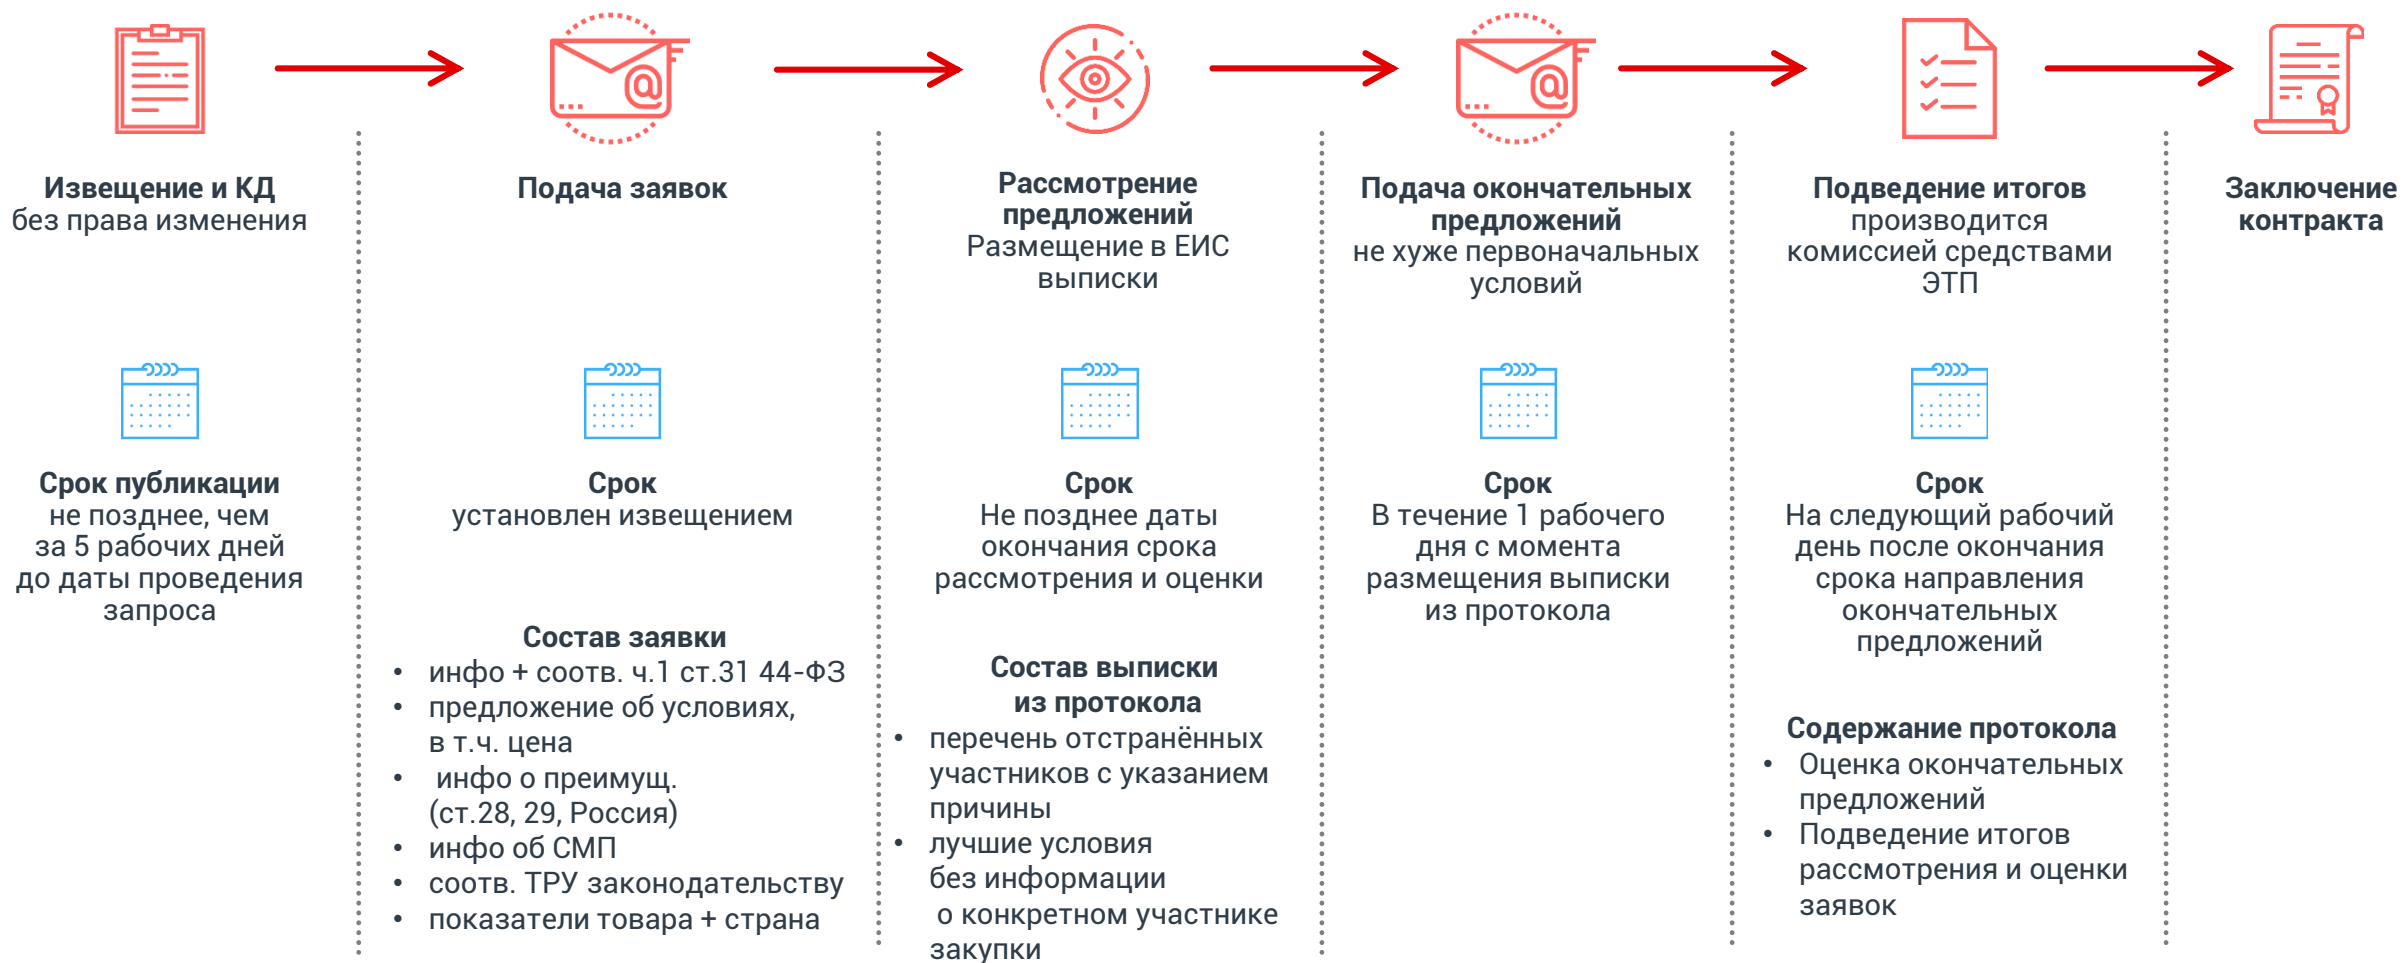 Извещение и КД
без права изменения
Срок публикации
не позднее, чем
за 5 рабочих дней
до даты проведения
запроса
Подача заявок
Срок
установлен извещением
Состав заявки
• инфо + соотв. ч.1 ст.31 44-ФЗ
• предложение об условиях,
в т.ч. цена
• инфо о преимущ.
(ст.28, 29, Россия)
• инфо об СМП
• соотв. ТРУ законодательству
• показатели товара + страна
Рассмотрение
предложений
Размещение в ЕИС
выписки
Срок
Не позднее даты
окончания срока
рассмотрения и оценки
Состав выписки
из протокола
• перечень отстранённых
участников с указанием
причины
• лучшие условия
без информации
о конкретном участнике
закупки
Подача окончательных
предложений
не хуже первоначальных
условий
Срок
В течение 1 рабочего
дня с момента
размещения выписки
из протокола
Подведение итогов
производится
комиссией средствами
ЭТП
Срок
На следующий рабочий
день после окончания
срока направления
окончательных
предложений
Содержание протокола
• Оценка окончательных
предложений
• Подведение итогов
рассмотрения и оценки
заявок
Заключение
контракта